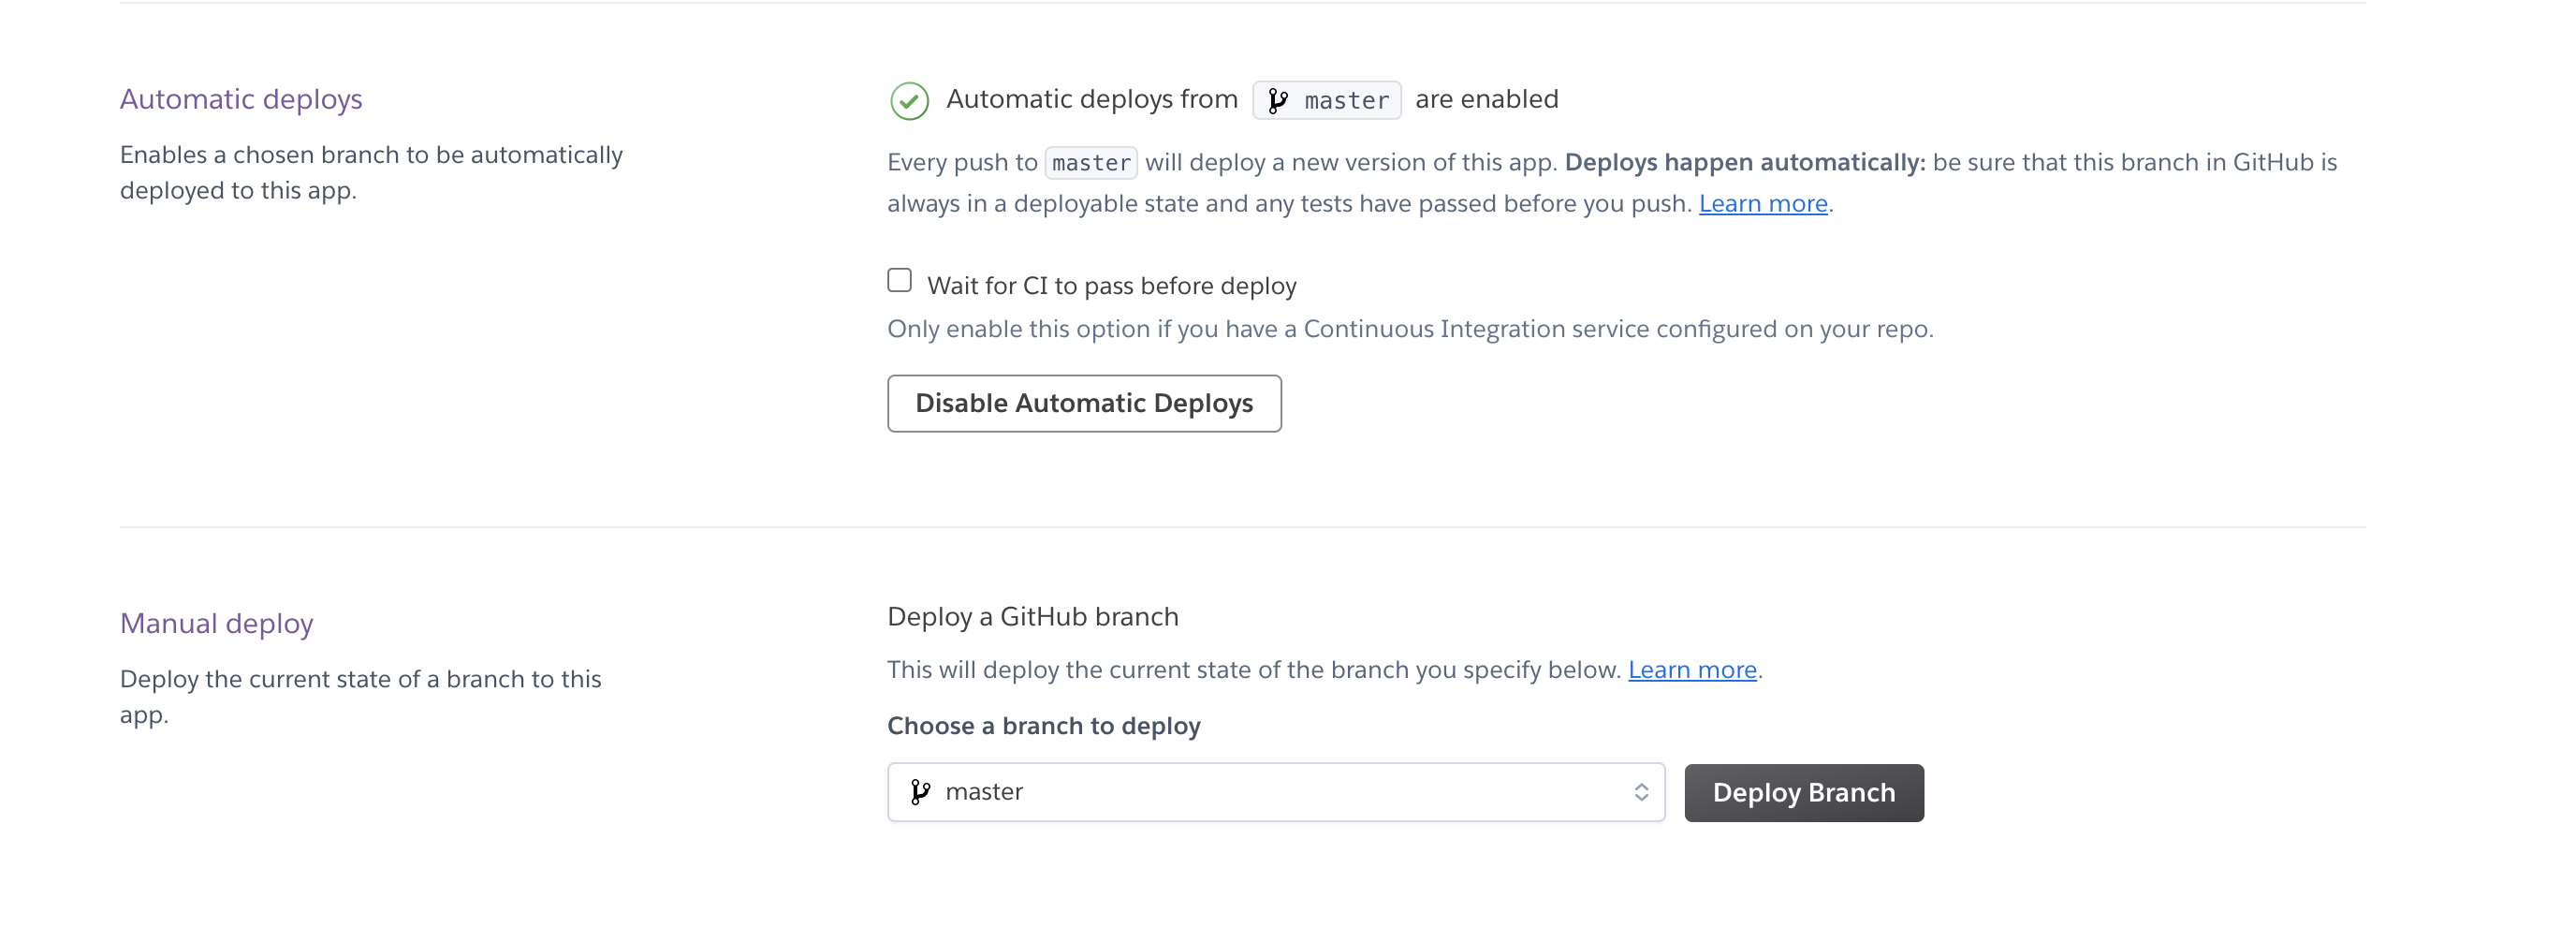 Automatic deploys
Enables a chosen branch to be automatically
deployed to this app.
Automatic deploys from master are enabled
Every push to master will deploy a new version of this app. Deploys happen automatically: be sure that this branch in GitHub is
always in a deployable state and any tests have passed before you push. Learn more.
Wait for CI to pass before deploy
Only enable this option if you have a Continuous Integration service configured on your repo.
Disable Automatic Deploys
Manual deploy
Deploy the current state of a branch to this
app.
Deploy a GitHub branch
This will deploy the current state of the branch you specify below. Learn more.
Choose a branch to deploy
master
Deploy Branch